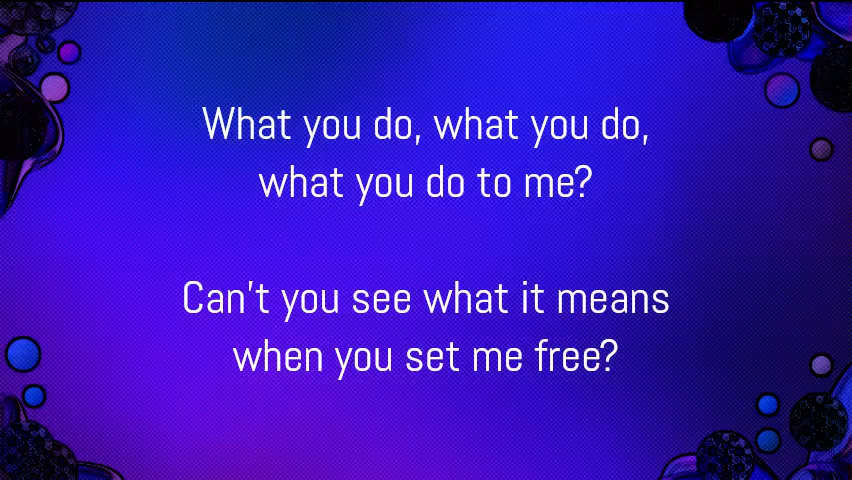 What you do, what you do,
what you do to me?
Can't you see what it means
when you set me free?